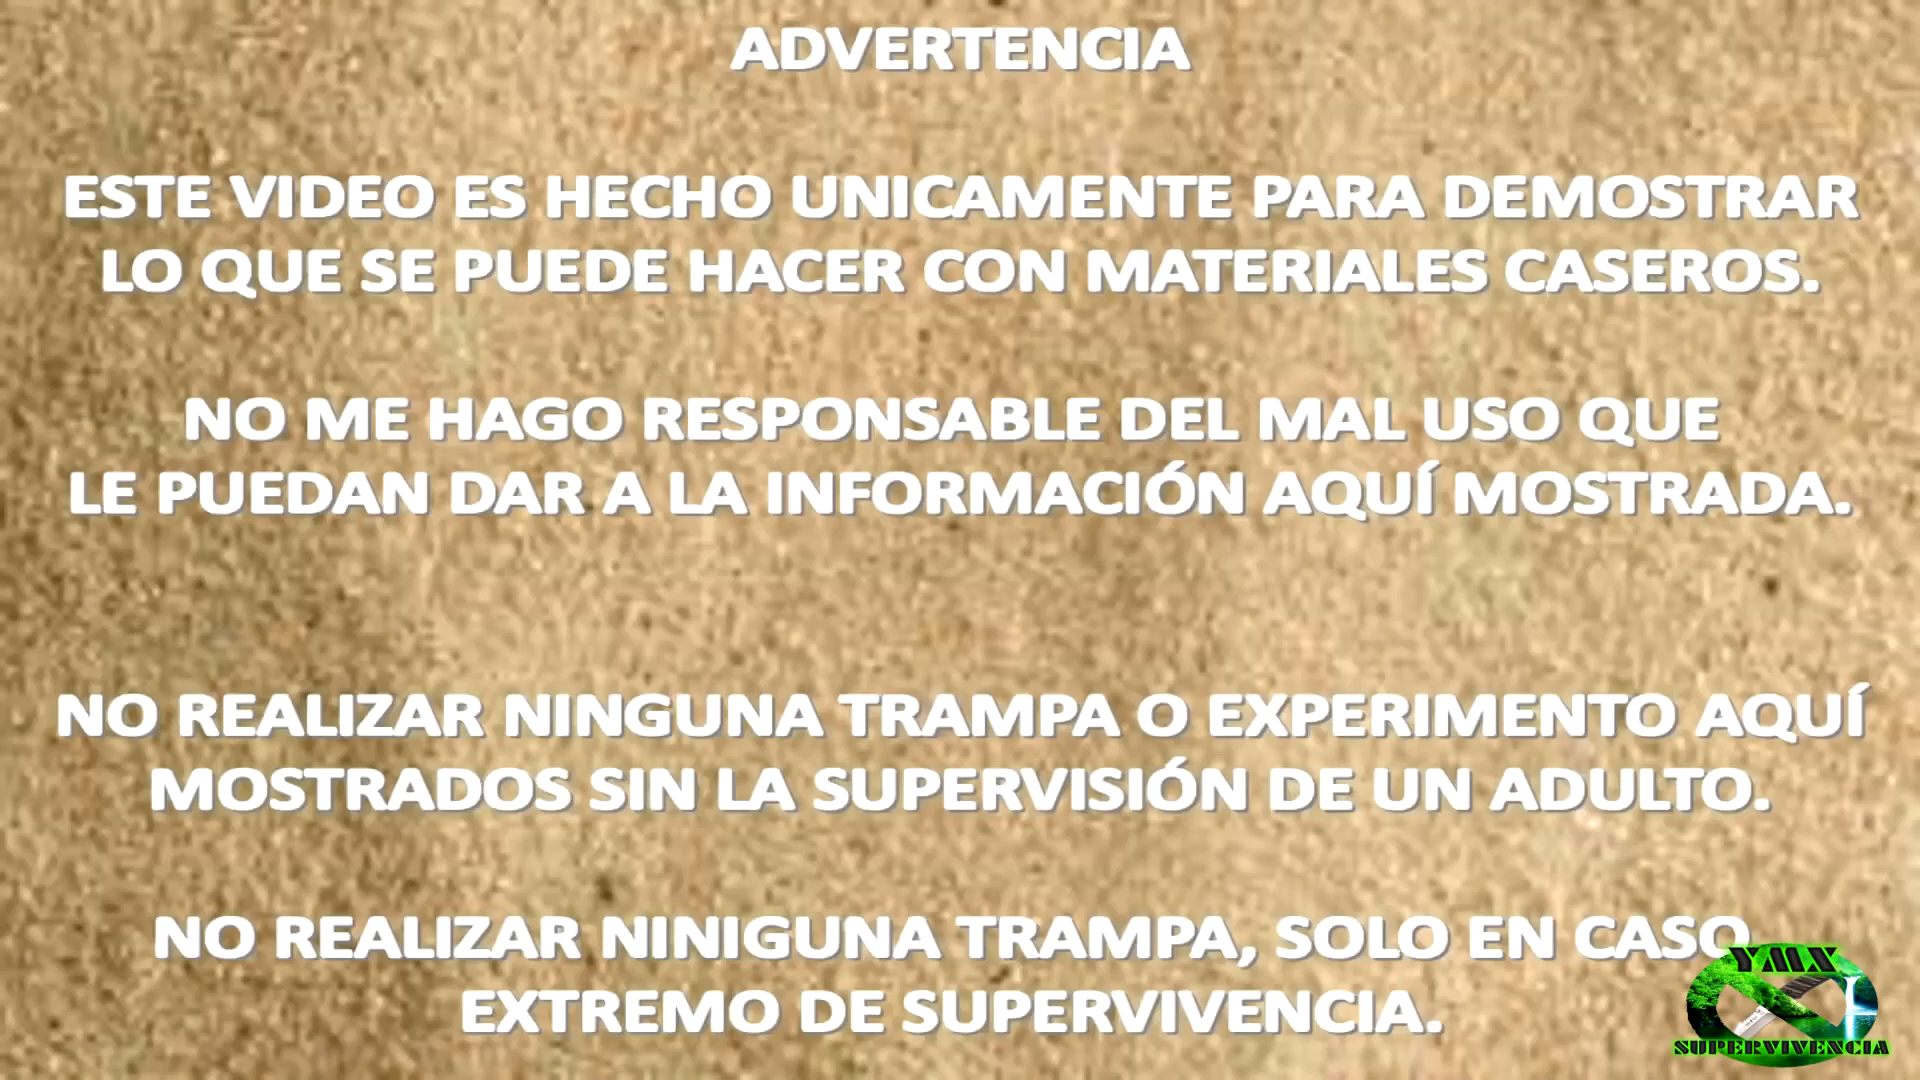 ADVERTENCIA
ESTE VIDEO ES HECHO UNICAMENTE PARA DEMOSTRAR
LO QUE SE PUEDE HACER CON MATERIALES CASEROS.
NO ME HAGO RESPONSABLE DEL MAL USO QUE
LE PUEDAN DAR A LA INFORMACIÓN AQUÍ MOSTRADA.
NO REALIZAR NINGUNA TRAMPA O EXPERIMENTO AQUÍ
MOSTRADOS SIN LA SUPERVISIÓN DE UN ADULTO.
NO REALIZAR NINIGUNA TRAMPA, SOLO EN CASO
EXTREMO DE SUPERVIVENCIA.
YMX
SUPERVIVENCIA